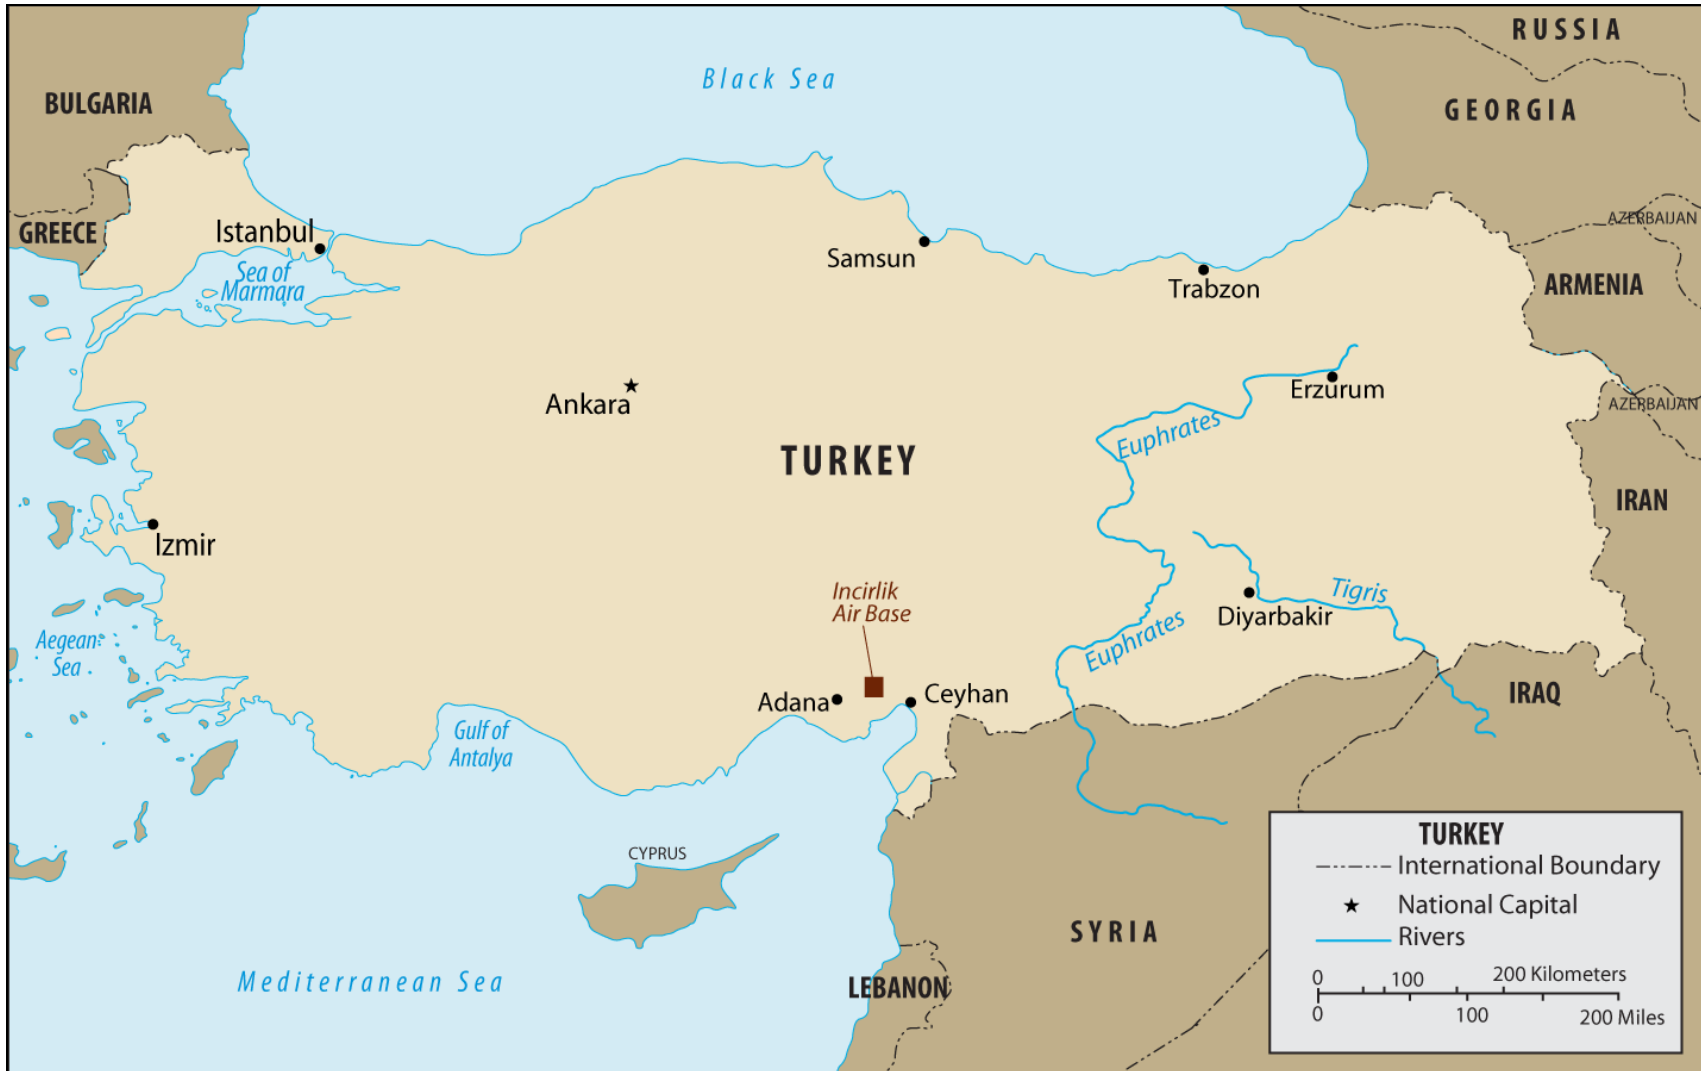 RUSSIA
Black Sea
BULGARIA
GEORGIA
AZERBAIJAN
GREECE
Istanbul
Samsun
Sea of
Marmara
Trabzon
ARMENIA
Ankara
Erzurum
AZERBAIJAN
Euphrates
TURKEY
IRAN
Izmir
Incirlik
Air Base
Tigris
Diyarbakir
Euphrates
Aegean
Sea
Adana
Ceyhan
IRAQ
Gulf of
Antalya
CYPRUS
SYRIA
Mediterranean Sea
LEBANON
TURKEY
International Boundary
National Capital
Rivers
0 100 200 Kilometers
0 100 200 Miles